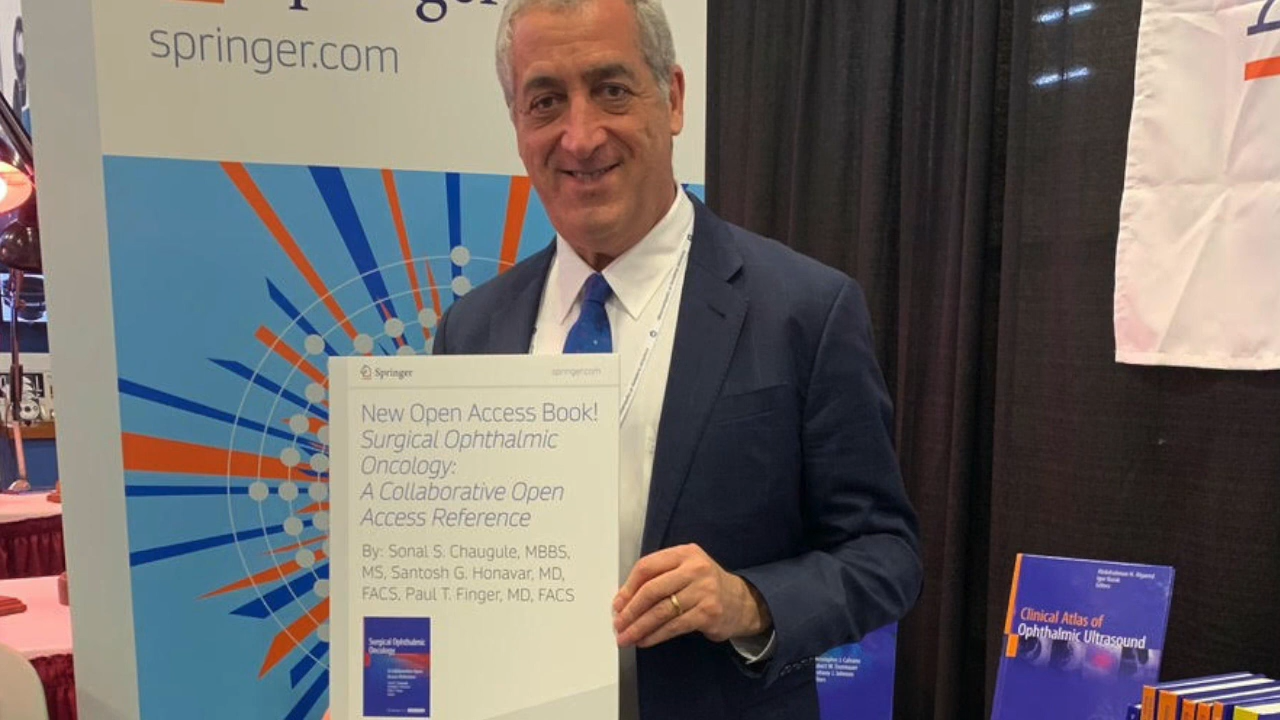 springer.com
Springer
springer.com
New Open Access Book!
Surgical Ophthalmic
Oncology:
A Collaborative Open
Access Reference
By: Sonal S. Chaugule, MBBS,
MS, Santosh G. Honavar, MD,
FACS, Paul T. Finger, MD, FACS
Surgical Ophthalmic
Oncology
Editors
Clinical Atlas of
Ophthalmic Ultrasound